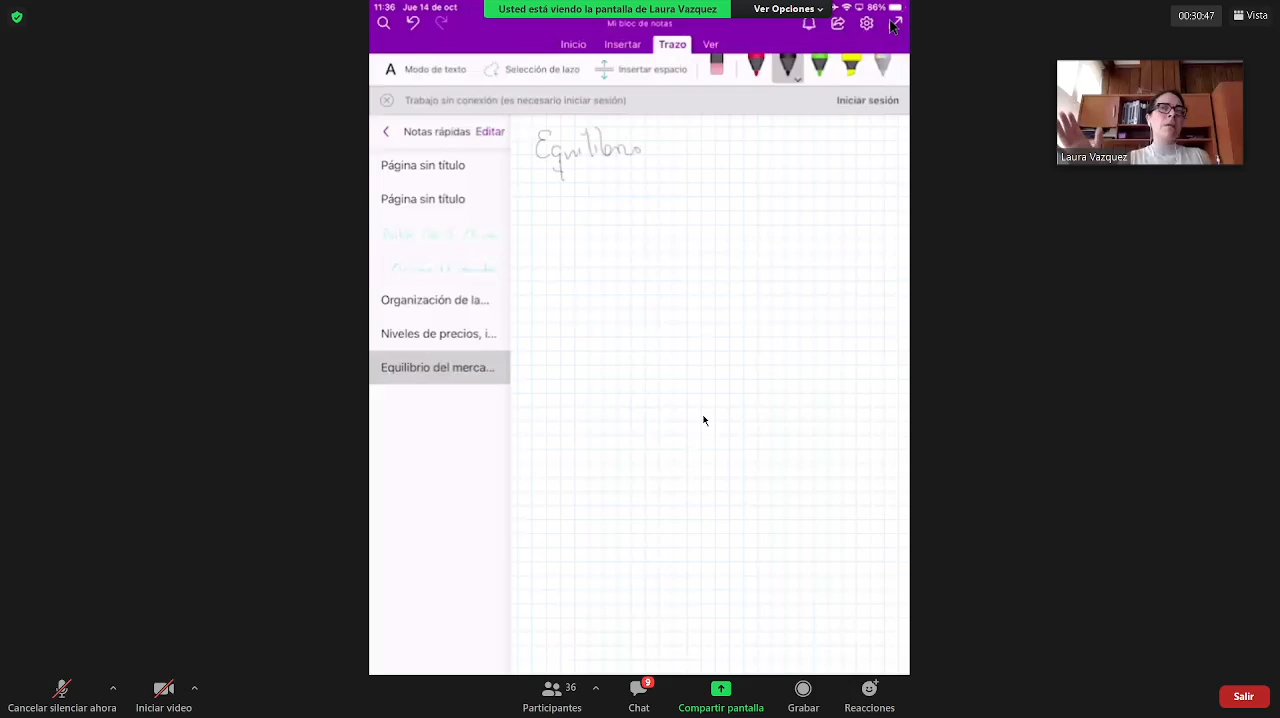 11:36 Jue 14 de oct
Usted está viendo la pantalla de Laura Vazquez
Ver Opciones
86%
00:30:47
Vista
Mi bloc de notas
Inicio
Insertar
Trazo
Ver
A Modo de texto
Selección de lazo
Insertar espacio
Trabajo sin conexión (es necesario iniciar sesión)
Iniciar sesión
Notas rápidas Editar
Equilibrio
Laura Vazquez
Página sin título
Página sin título
Organización de la...
Niveles de precios, i...
Equilibrio del merca...
36
9
Cancelar silenciar ahora
Iniciar video
Participantes
Chat
Compartir pantalla
Grabar
Reacciones
Salir